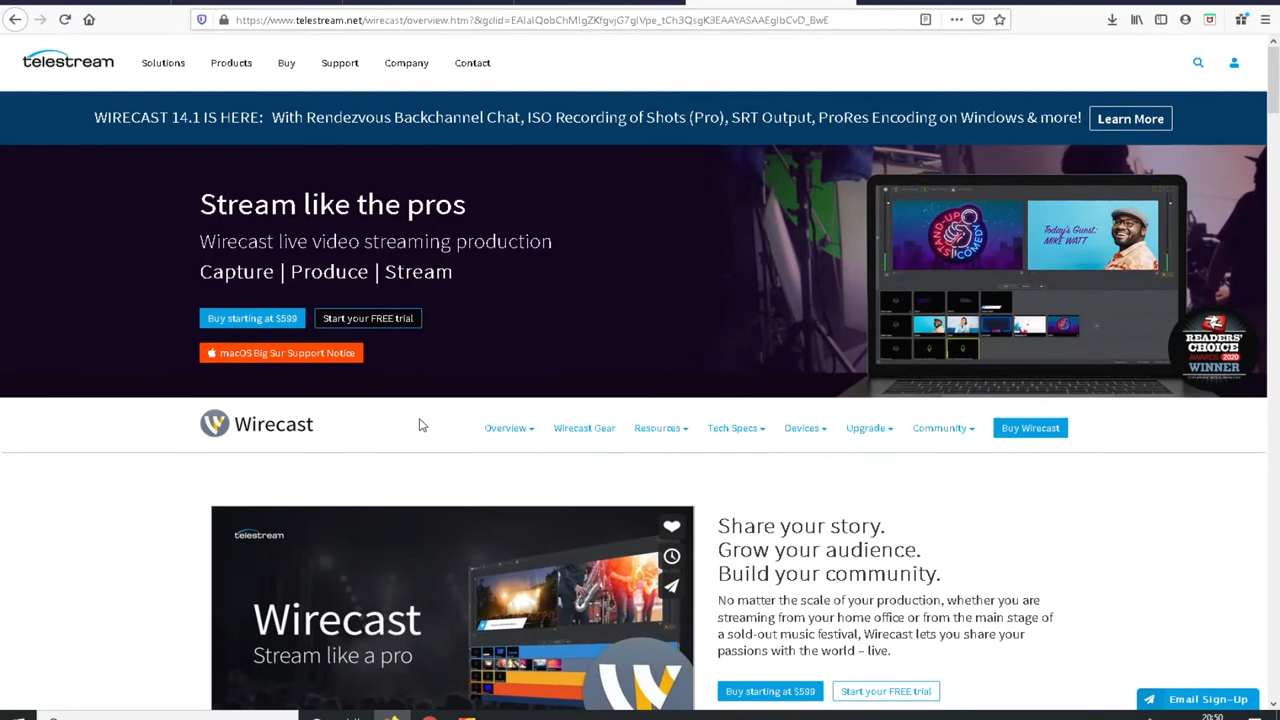 https://www.telestream.net/wirecast/overview.htm?&gclid=EAIaIQobChMIgZKfgvjG7gIVpe_tCh3QsgK3EAAYASAAEgIbCvD_BwE
telestream Solutions Products Buy Support Company Contact
WIRECAST 14.1 IS HERE: With Rendezvous Backchannel Chat, ISO Recording of Shots (Pro), SRT Output, ProRes Encoding on Windows & more! Learn More
Stream like the pros
Wirecast live video streaming production
Capture | Produce | Stream
Buy starting at $599 Start your FREE trial
macOS Big Sur Support Notice
STAND-UP COMEDY
Today's Guest:
MIKE WATT
READERS'
CHOICE
AWARDS 2020
WINNER
Wirecast Overview Wirecast Gear Resources Tech Specs Devices Upgrade Community Buy Wirecast
telestream
Wirecast
Stream like a pro
Share your story.
Grow your audience.
Build your community.
No matter the scale of your production, whether you are
streaming from your home office or from the main stage of
a sold-out music festival, Wirecast lets you share your
passions with the world – live.
Buy starting at $599 Start your FREE trial
Email Sign-Up
20:50